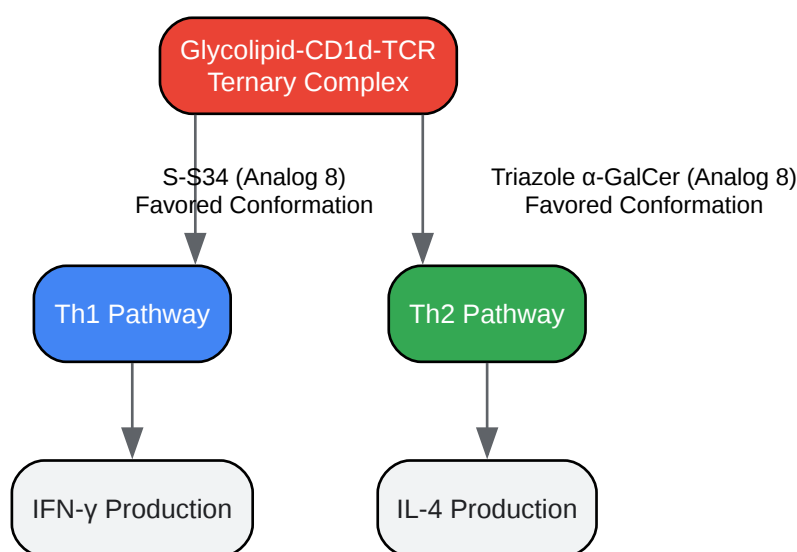 Glycolipid-CD1d-TCR
Ternary Complex
S-S34 (Analog 8)
Favored Conformation
Triazole α-GalCer (Analog 8)
Favored Conformation
Th1 Pathway
Th2 Pathway
IFN-γ Production
IL-4 Production